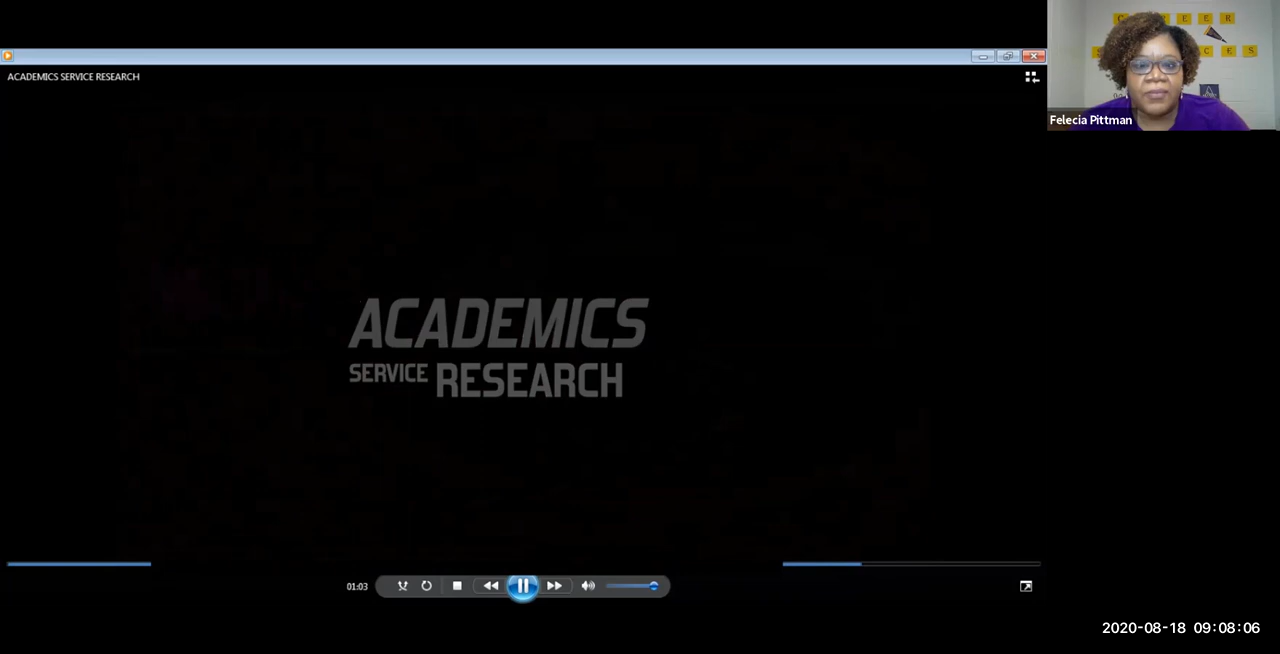 ACADEMICS SERVICE RESEARCH
ACADEMICS
SERVICE RESEARCH
01:03
Felecia Pittman
2020-08-18 09:08:06